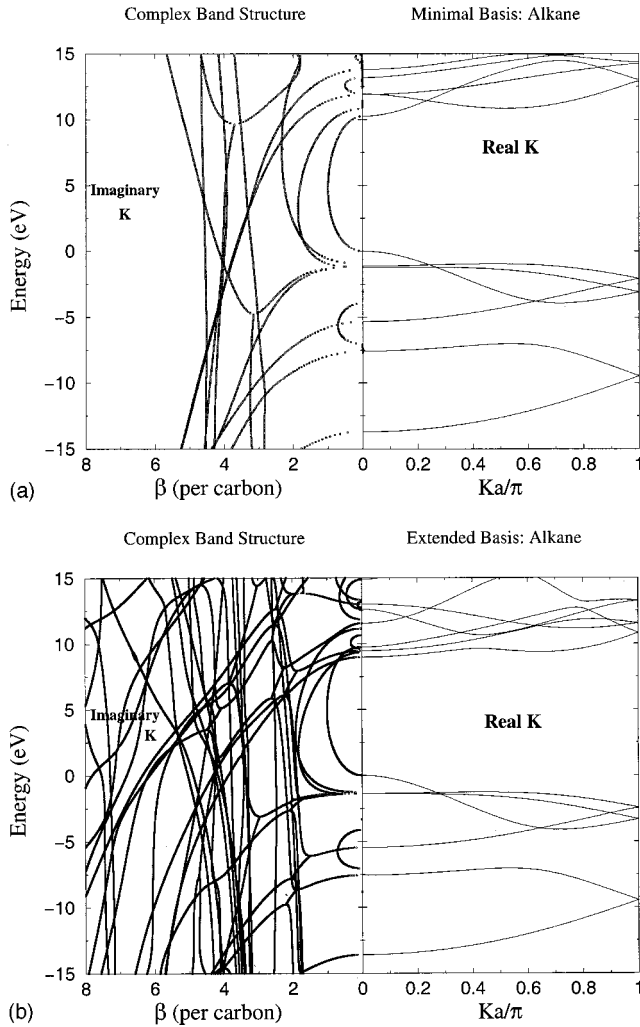 Complex Band Structure Minimal Basis: Alkane
15
10
5
0
-5
-10
-15
Energy (eV)
Imaginary
K
Real K
8 6 4 2 0 0.2 0.4 0.6 0.8 1
β (per carbon) Ka/π
(a)
Complex Band Structure Extended Basis: Alkane
15
10
5
0
-5
-10
-15
Energy (eV)
Imaginary
K
Real K
8 6 4 2 0 0.2 0.4 0.6 0.8 1
β (per carbon) Ka/π
(b)